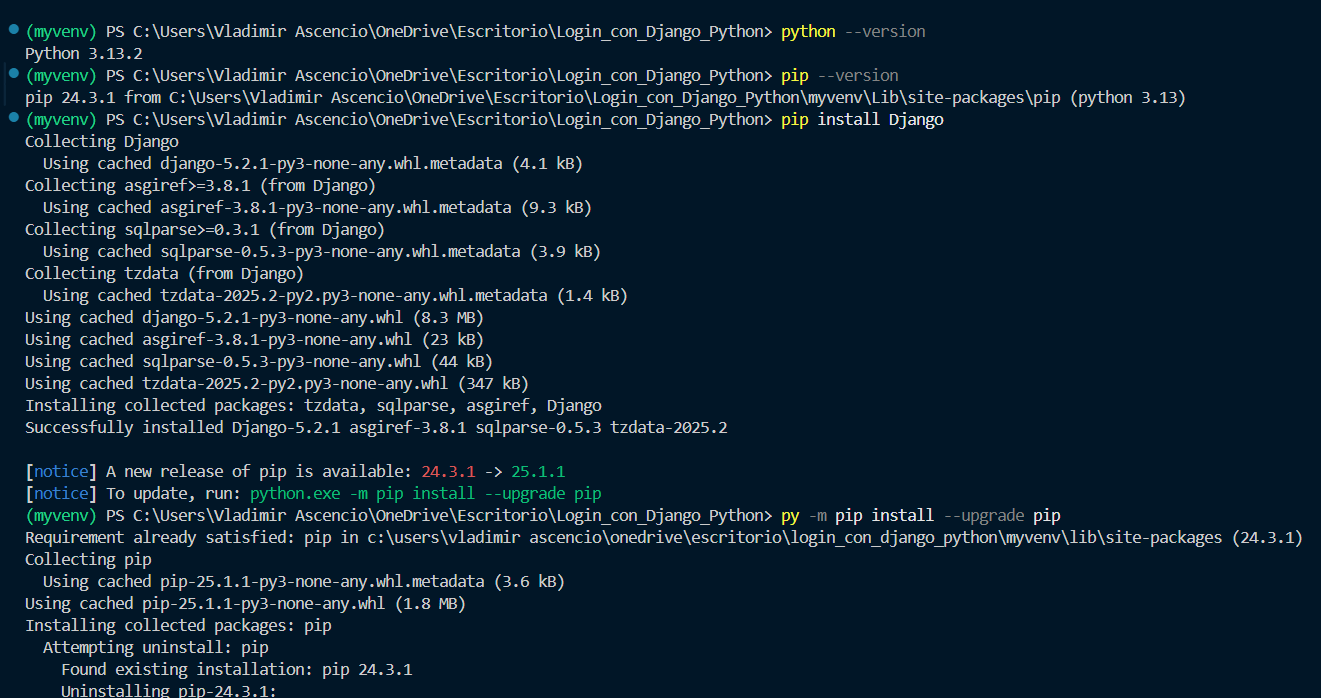 (myvenv) PS C:\Users\Vladimir Ascencio\OneDrive\Escritorio\Login_con_Django_Python> python --version
Python 3.13.2
(myvenv) PS C:\Users\Vladimir Ascencio\OneDrive\Escritorio\Login_con_Django_Python> pip --version
pip 24.3.1 from C:\Users\Vladimir Ascencio\OneDrive\Escritorio\Login_con_Django_Python\myvenv\Lib\site-packages\pip (python 3.13)
(myvenv) PS C:\Users\Vladimir Ascencio\OneDrive\Escritorio\Login_con_Django_Python> pip install Django
Collecting Django
  Using cached django-5.2.1-py3-none-any.whl.metadata (4.1 kB)
Collecting asgiref>=3.8.1 (from Django)
  Using cached asgiref-3.8.1-py3-none-any.whl.metadata (9.3 kB)
Collecting sqlparse>=0.3.1 (from Django)
  Using cached sqlparse-0.5.3-py3-none-any.whl.metadata (3.9 kB)
Collecting tzdata (from Django)
  Using cached tzdata-2025.2-py2.py3-none-any.whl.metadata (1.4 kB)
Using cached django-5.2.1-py3-none-any.whl (8.3 MB)
Using cached asgiref-3.8.1-py3-none-any.whl (23 kB)
Using cached sqlparse-0.5.3-py3-none-any.whl (44 kB)
Using cached tzdata-2025.2-py2.py3-none-any.whl (347 kB)
Installing collected packages: tzdata, sqlparse, asgiref, Django
Successfully installed Django-5.2.1 asgiref-3.8.1 sqlparse-0.5.3 tzdata-2025.2
[notice] A new release of pip is available: 24.3.1 -> 25.1.1
[notice] To update, run: python.exe -m pip install --upgrade pip
(myvenv) PS C:\Users\Vladimir Ascencio\OneDrive\Escritorio\Login_con_Django_Python> py -m pip install --upgrade pip
Requirement already satisfied: pip in c:\users\vladimir ascencio\onedrive\escritorio\login_con_django_python\myvenv\lib\site-packages (24.3.1)
Collecting pip
  Using cached pip-25.1.1-py3-none-any.whl.metadata (3.6 kB)
Using cached pip-25.1.1-py3-none-any.whl (1.8 MB)
Installing collected packages: pip
  Attempting uninstall: pip
    Found existing installation: pip 24.3.1
    Uninstalling pip-24.3.1: